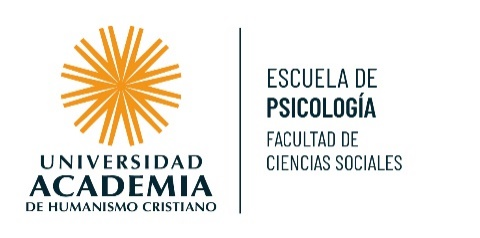 UNIVERSIDAD
ACADEMIA
DE HUMANISMO CRISTIANO
ESCUELA DE
PSICOLOGÍA
FACULTAD DE
CIENCIAS SOCIALES